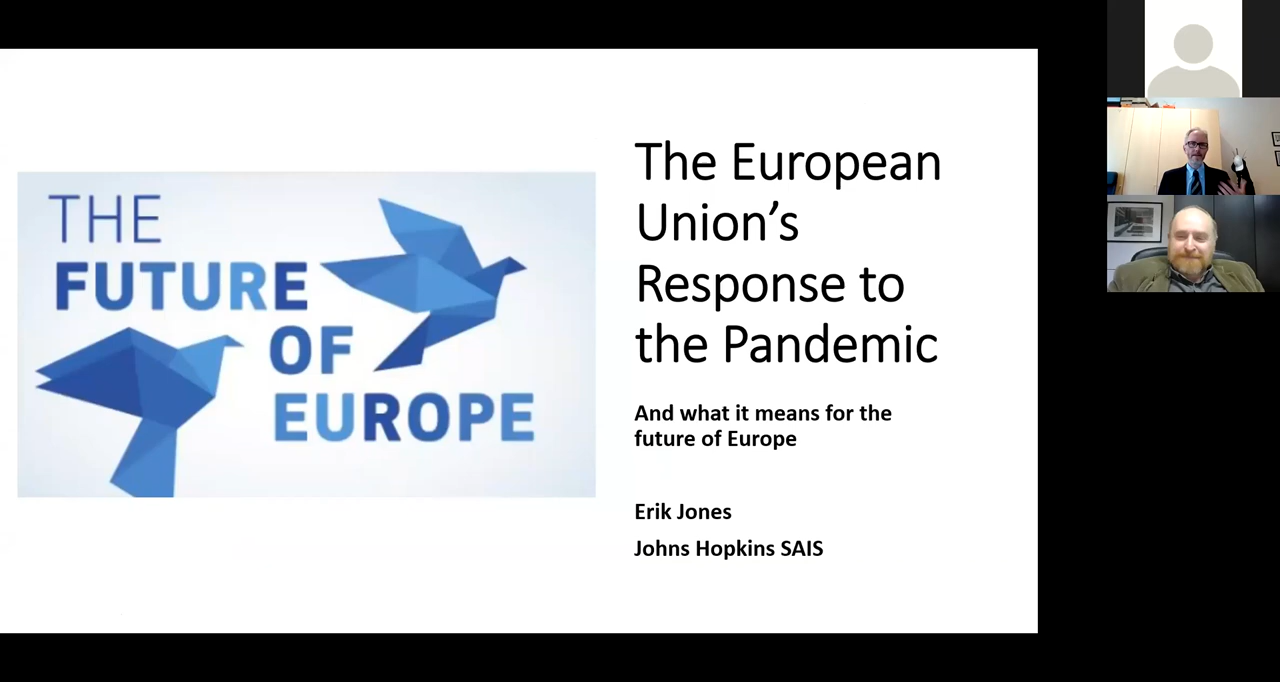 THE
FUTURE
OF
EUROPE
The European
Union’s
Response to
the Pandemic
And what it means for the
future of Europe
Erik Jones
Johns Hopkins SAIS